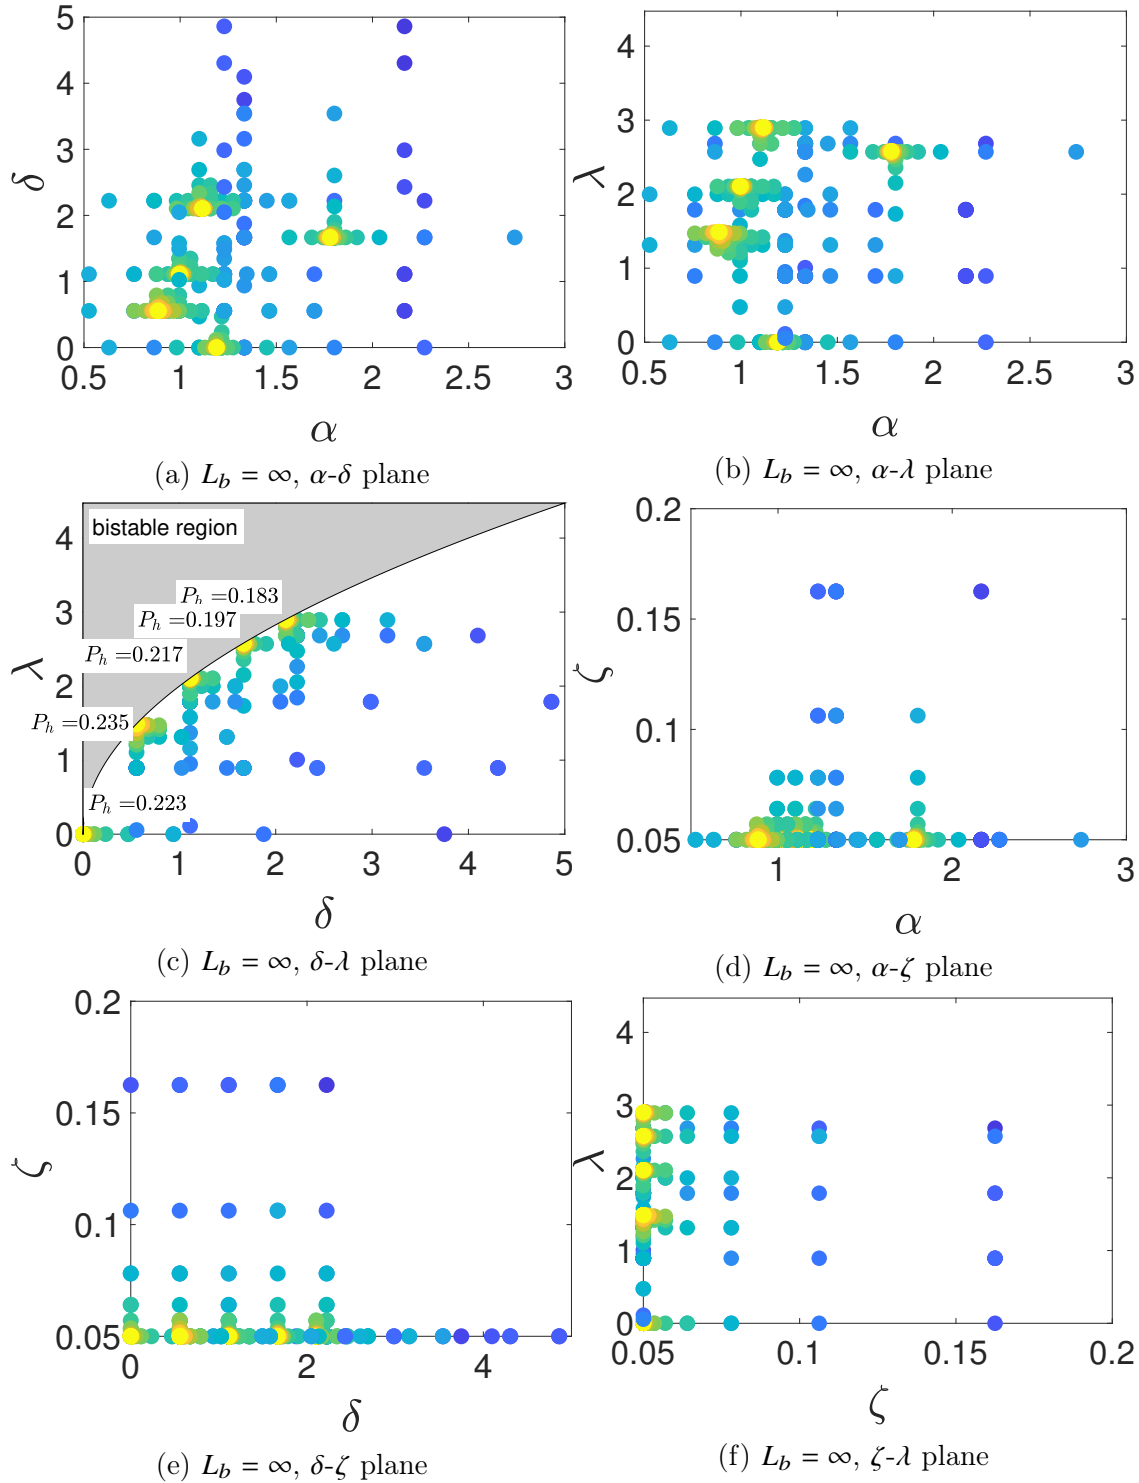 5
4
3
2
1
0
δ
0.5 1 1.5 2 2.5 3
α
(a) L_b = ∞, α-δ plane
4
3
2
1
0
λ
0.5 1 1.5 2 2.5 3
α
(b) L_b = ∞, α-λ plane
bistable region
P_h =0.183
P_h =0.197
P_h =0.217
P_h =0.235
P_h =0.223
4
3
2
1
0
λ
0 1 2 3 4 5
δ
(c) L_b = ∞, δ-λ plane
0.2
0.15
0.1
0.05
ζ
1 2 3
α
(d) L_b = ∞, α-ζ plane
0.2
0.15
0.1
0.05
ζ
0 2 4
δ
(e) L_b = ∞, δ-ζ plane
4
3
2
1
0
λ
0.05 0.1 0.15 0.2
ζ
(f) L_b = ∞, ζ-λ plane